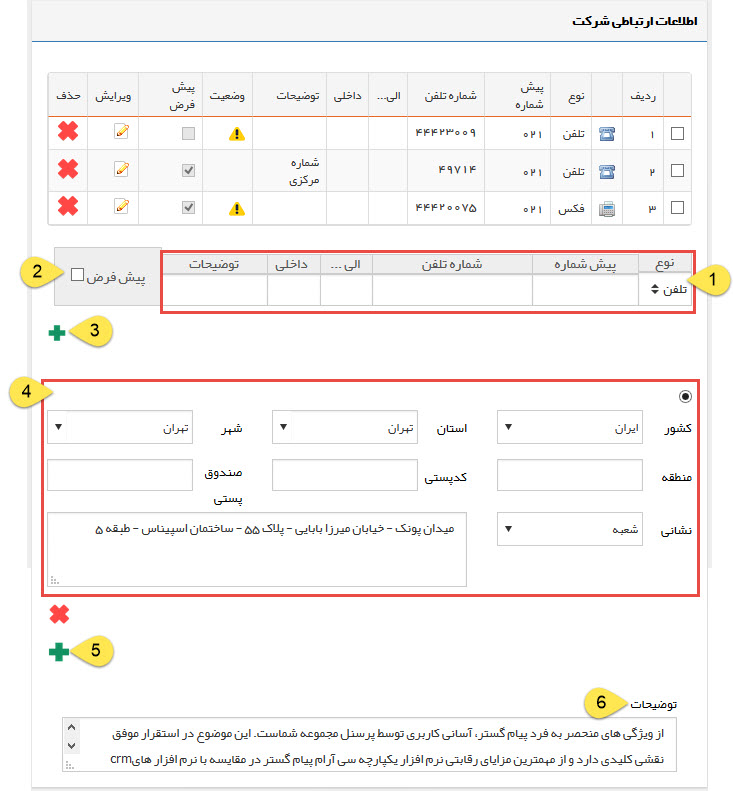 اطلاعات ارتباطی شرکت
ردیف نوع پیش شماره شماره تلفن الی... داخلی توضیحات وضعیت پیش فرض ویرایش حذف
۱ تلفن ۰۲۱ ۴۴۴۲۳۰۰۹
۲ تلفن ۰۲۱ ۴۹۷۱۴ شماره مرکزی
۳ فکس ۰۲۱ ۴۴۴۲۰۰۷۵
نوع پیش شماره شماره تلفن الی ... داخلی توضیحات
تلفن
پیش فرض
1
2
3
4
کشور ایران استان تهران شهر تهران
منطقه کدپستی صندوق پستی
نشانی شعبه میدان پونک - خیابان میرزا بابایی - پلاک ۵۵ - ساختمان اسپیناس - طبقه ۵
5
6
توضیحات
از ویژگی های منحصر به فرد پیام گستر، آسانی کاربری توسط پرسنل مجموعه شماست. این موضوع در استقرار موفق
نقشی کلیدی دارد و از مهمترین مزایای رقابتی نرم افزار یکپارچه سی آرام پیام گستر در مقایسه با نرم افزار هایcrm